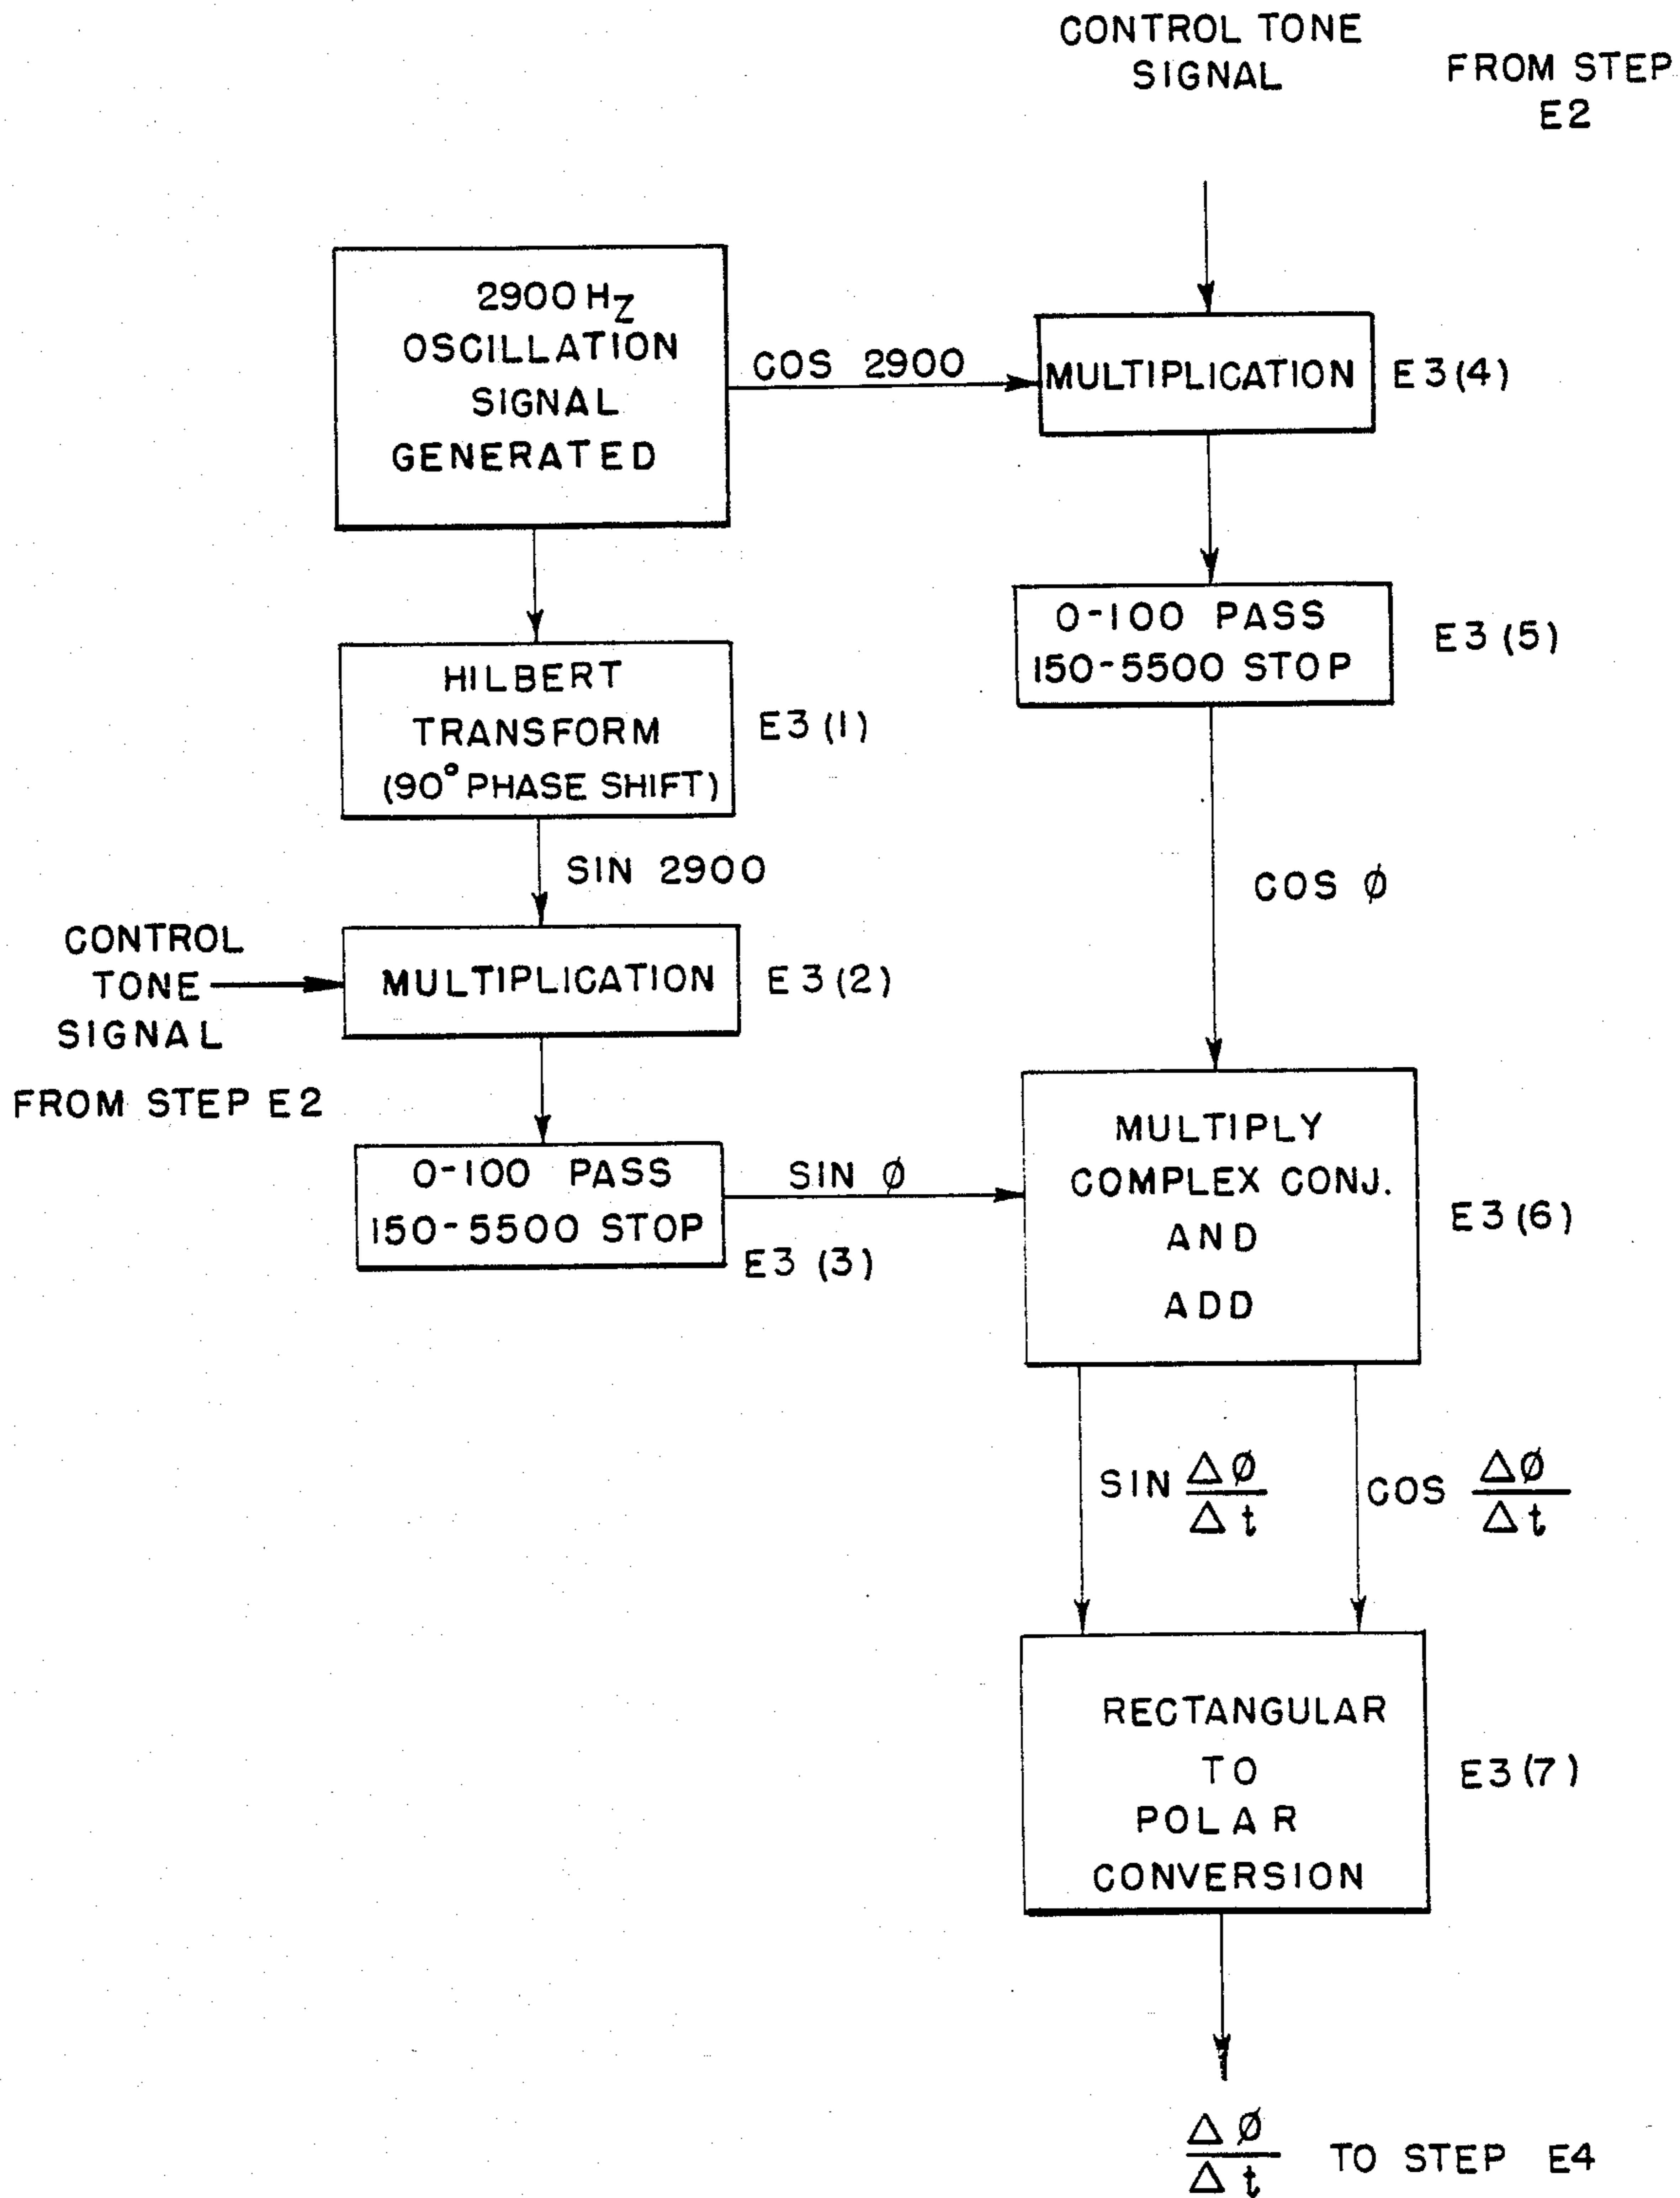 CONTROL TONE
SIGNAL
FROM STEP
E2
2900 Hz
OSCILLATION
SIGNAL
GENERATED
COS 2900
MULTIPLICATION
E3(4)
0-100 PASS
150-5500 STOP
E3(5)
HILBERT
TRANSFORM
(90° PHASE SHIFT)
E3(1)
SIN 2900
COS ø
CONTROL
TONE
SIGNAL
FROM STEP E2
MULTIPLICATION
E3(2)
0-100 PASS
150-5500 STOP
E3(3)
SIN ø
MULTIPLY
COMPLEX CONJ.
AND
ADD
E3(6)
SIN Δø/Δt
COS Δø/Δt
RECTANGULAR
TO
POLAR
CONVERSION
E3(7)
Δø/Δt TO STEP E4